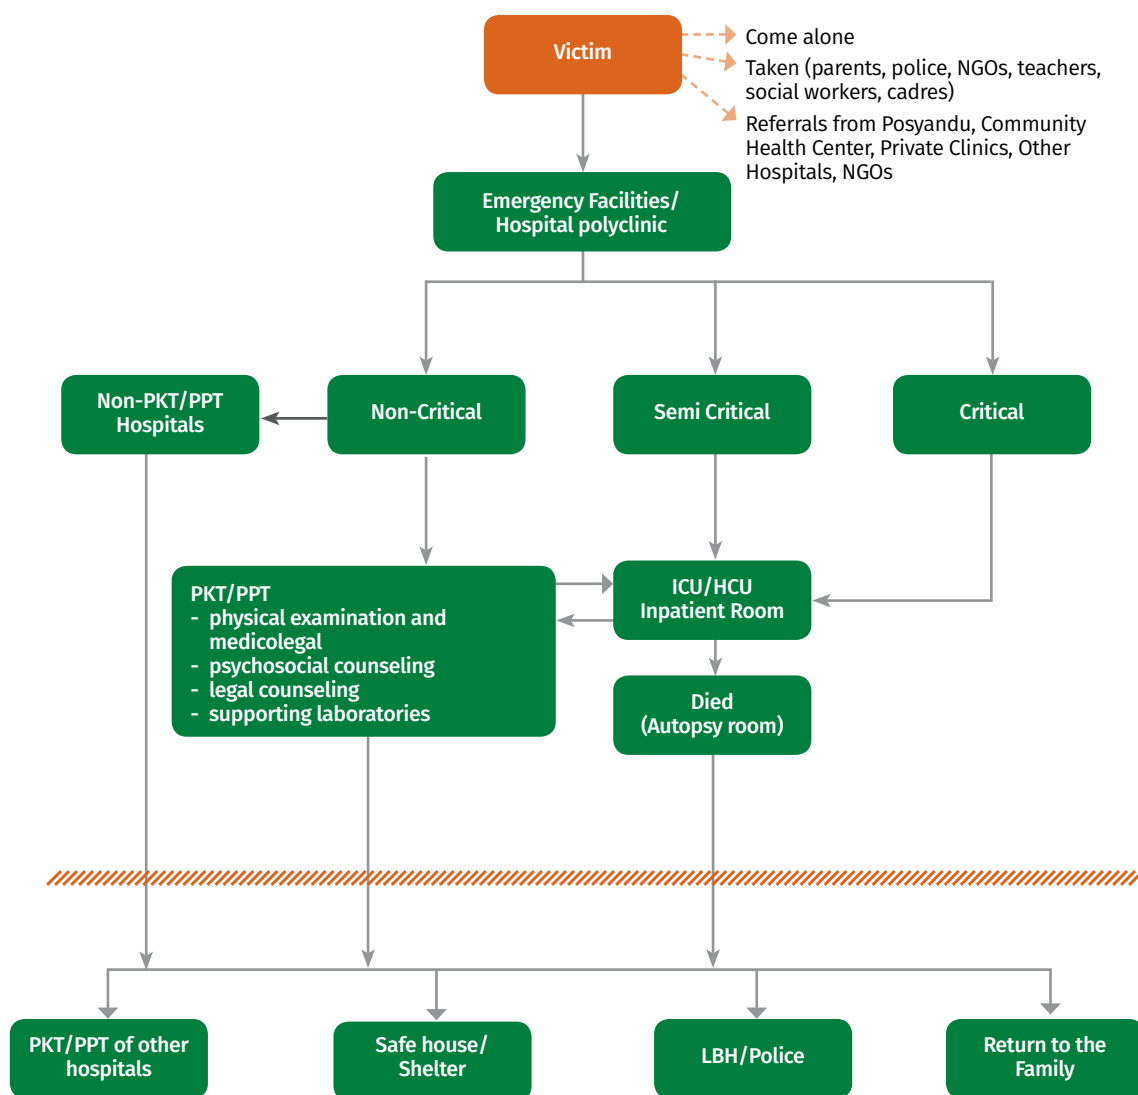 Victim
Come alone
Taken (parents, police, NGOs, teachers,
social workers, cadres)
Referrals from Posyandu, Community
Health Center, Private Clinics, Other
Hospitals, NGOs
Emergency Facilities/
Hospital polyclinic
Non-PKT/PPT
Hospitals
Non-Critical
Semi Critical
Critical
PKT/PPT
- physical examination and
medicolegal
- psychosocial counseling
- legal counseling
- supporting laboratories
ICU/HCU
Inpatient Room
Died
(Autopsy room)
PKT/PPT of other
hospitals
Safe house/
Shelter
LBH/Police
Return to the
Family